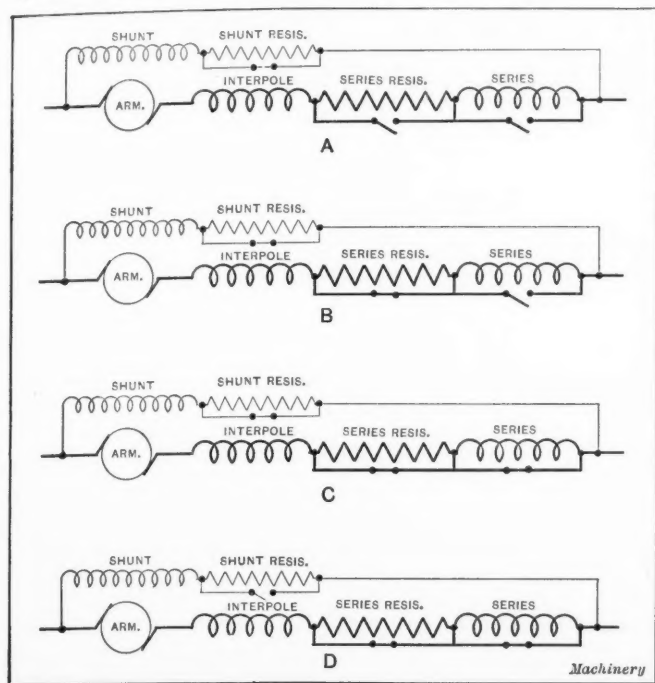 SHUNT SHUNT RESIS.
INTERPOLE SERIES RESIS. SERIES
ARM.
A
SHUNT SHUNT RESIS.
INTERPOLE SERIES RESIS. SERIES
ARM.
B
SHUNT SHUNT RESIS.
INTERPOLE SERIES RESIS. SERIES
ARM.
C
SHUNT SHUNT RESIS.
INTERPOLE SERIES RESIS. SERIES
ARM.
D
Machinery